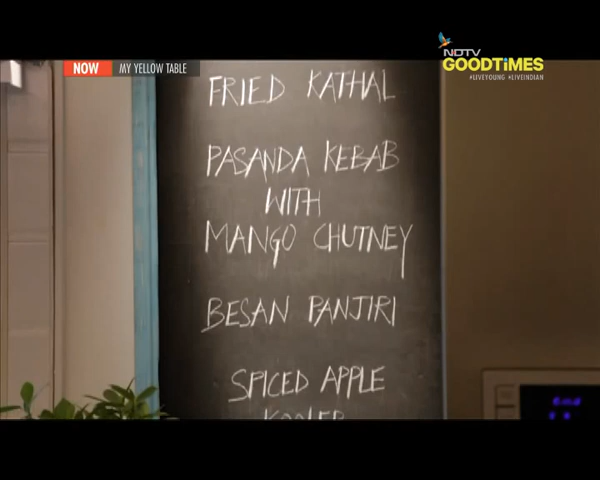 NDTV
GOODTiMES
#LIVEYOUNG #LIVEINDIAN
NOW MY YELLOW TABLE
FRIED KATHAL
PASANDA KEBAB
WITH
MANGO CHUTNEY
BESAN PANJIRI
SPICED APPLE
KOOLER